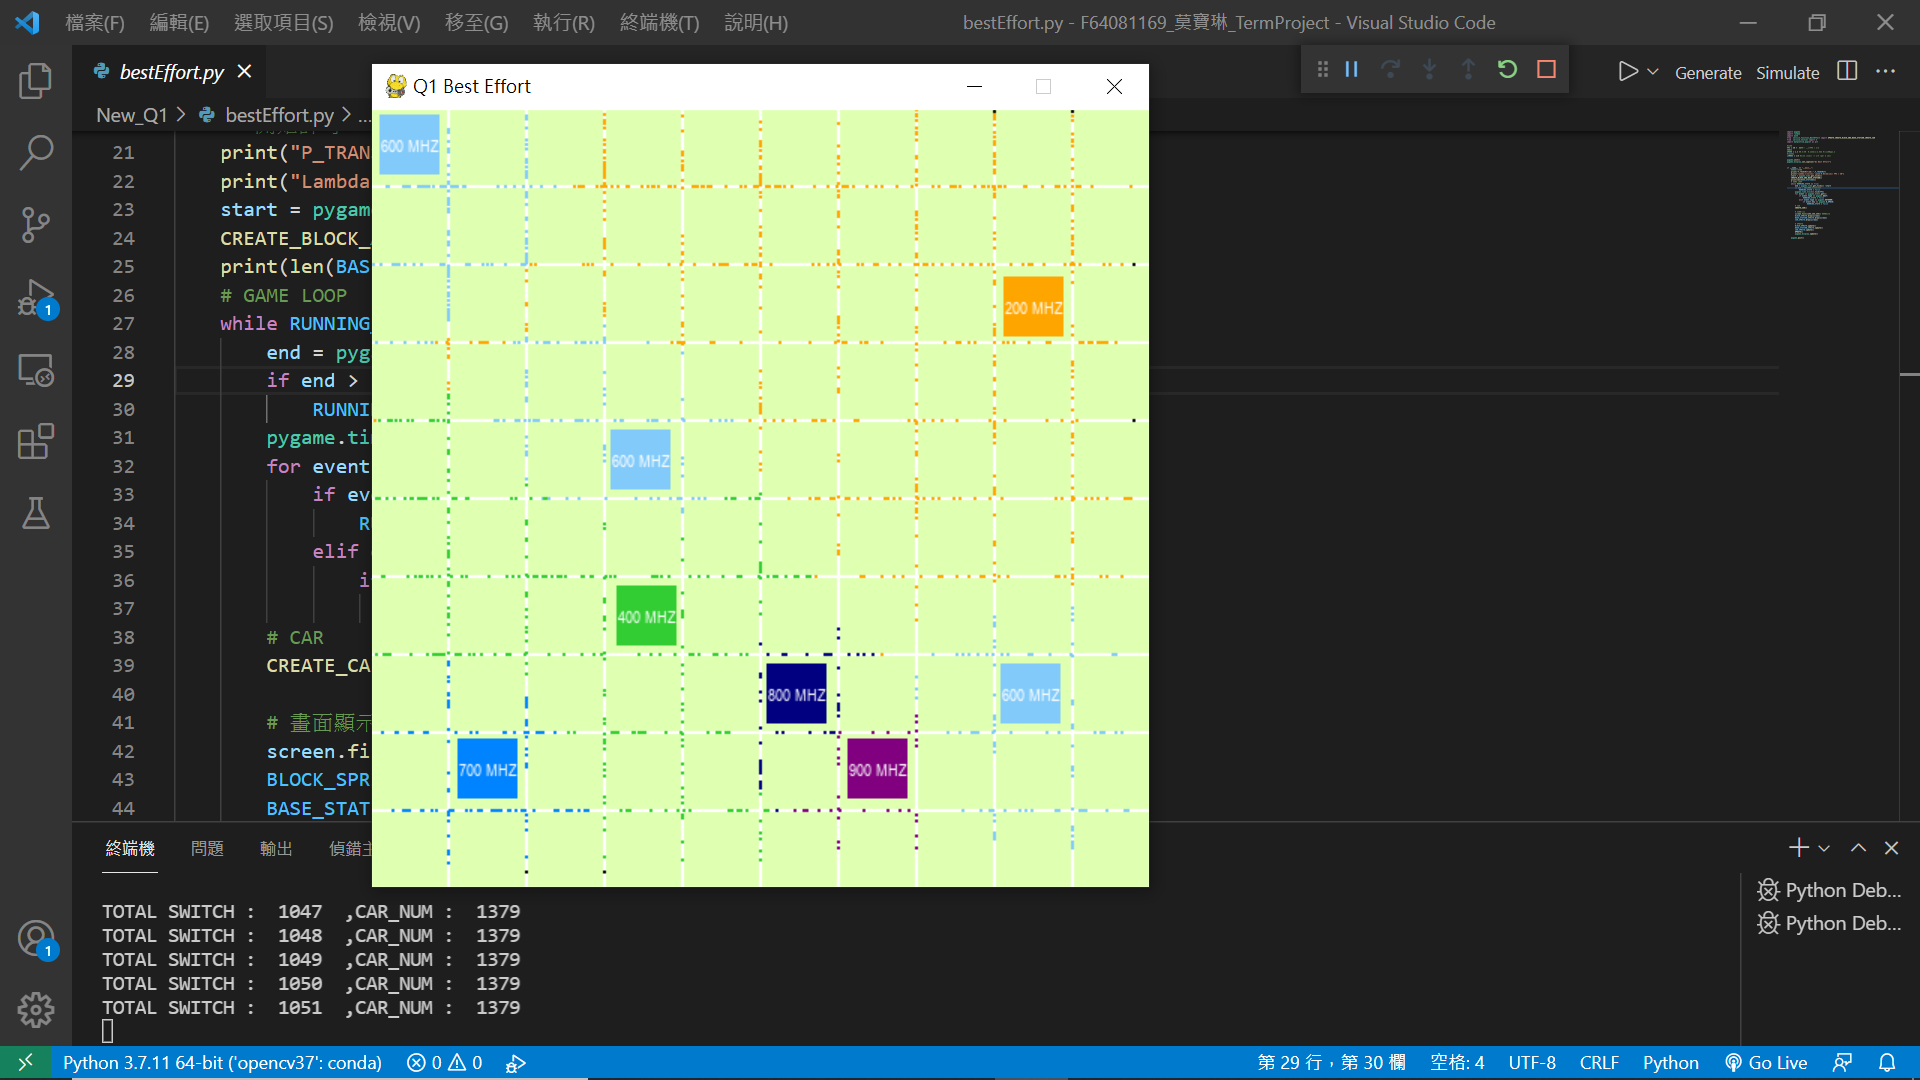 檔案(F) 編輯(E) 選取項目(S) 檢視(V) 移至(G) 執行(R) 終端機(T) 說明(H) bestEffort.py - F64081169_莫寶琳_TermProject - Visual Studio Code
bestEffort.py
Generate Simulate
New_Q1 > bestEffort.py > ...
21 print("P_TRAN
22 print("Lambda
23 start = pygam
24 CREATE_BLOCK_
25 print(len(BAS
26 # GAME LOOP
27 while RUNNING
28 end = pyg
29 if end >
30 RUNNI
31 pygame.ti
32 for event
33 if ev
34 R
35 elif
36 i
37
38 # CAR
39 CREATE_CA
40
41 # 畫面顯示
42 screen.fi
43 BLOCK_SPR
44 BASE_STAT
Q1 Best Effort
600 MHZ
200 MHZ
600 MHZ
400 MHZ
800 MHZ
600 MHZ
700 MHZ
900 MHZ
終端機 問題 輸出 偵錯主
TOTAL SWITCH : 1047 ,CAR_NUM : 1379
TOTAL SWITCH : 1048 ,CAR_NUM : 1379
TOTAL SWITCH : 1049 ,CAR_NUM : 1379
TOTAL SWITCH : 1050 ,CAR_NUM : 1379
TOTAL SWITCH : 1051 ,CAR_NUM : 1379
Python Deb...
Python Deb...
1
1
Python 3.7.11 64-bit ('opencv37': conda) 0 0 第 29 行，第 30 欄 空格: 4 UTF-8 CRLF Python Go Live